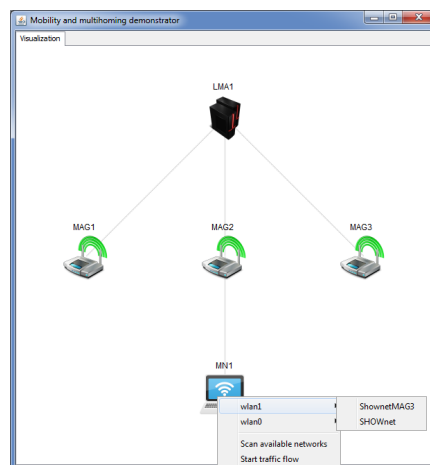 Mobility and multihoming demonstrator
Visualization
LMA1
MAG1
MAG2
MAG3
MN1
wlan1
ShownetMAG3
wlan0
SHOWnet
Scan available networks
Start traffic flow